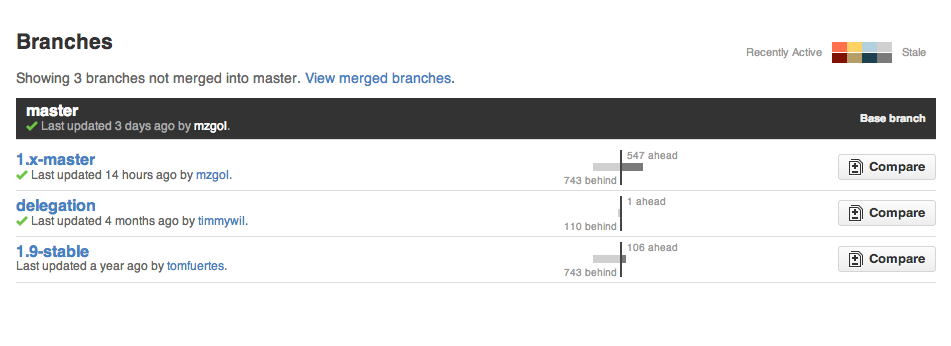 Branches
Recently Active Stale
Showing 3 branches not merged into master. View merged branches.
master
Last updated 3 days ago by mzgol.
Base branch
1.x-master
Last updated 14 hours ago by mzgol.
547 ahead
743 behind
Compare
delegation
Last updated 4 months ago by timmywil.
1 ahead
110 behind
Compare
1.9-stable
Last updated a year ago by tomfuertes.
106 ahead
743 behind
Compare